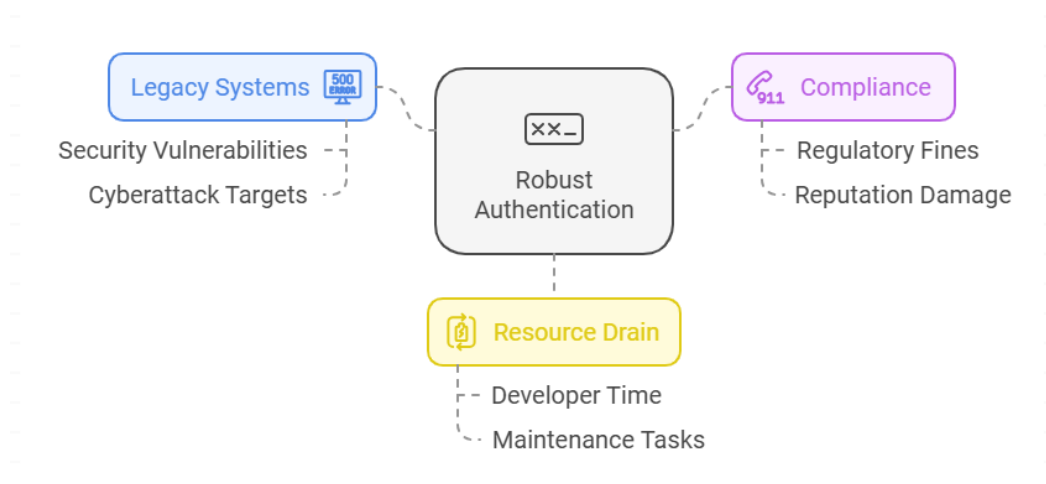 Legacy Systems
500
ERROR
Security Vulnerabilities
Cyberattack Targets
××_
Robust
Authentication
911
Compliance
Regulatory Fines
Reputation Damage
Resource Drain
Developer Time
Maintenance Tasks